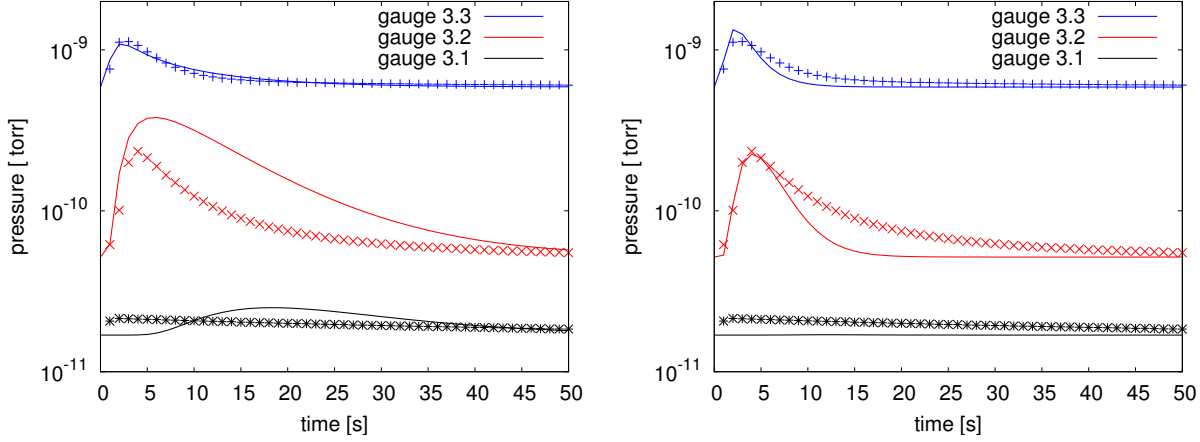 gauge 3.3
gauge 3.2
gauge 3.1
10-9
10-10
10-11
pressure [ torr]
0 5 10 15 20 25 30 35 40 45 50
time [s]
gauge 3.3
gauge 3.2
gauge 3.1
10-9
10-10
10-11
pressure [ torr]
0 5 10 15 20 25 30 35 40 45 50
time [s]